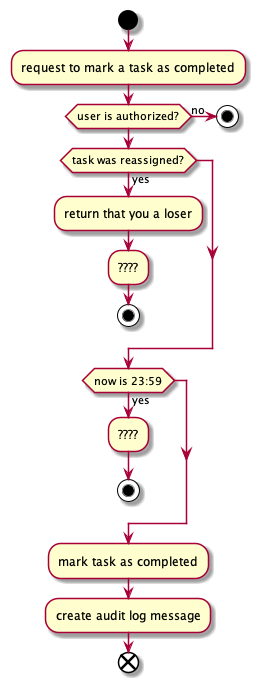 request to mark a task as completed
user is authorized?
no
task was reassigned?
yes
return that you a loser
????
now is 23:59
yes
????
mark task as completed
create audit log message